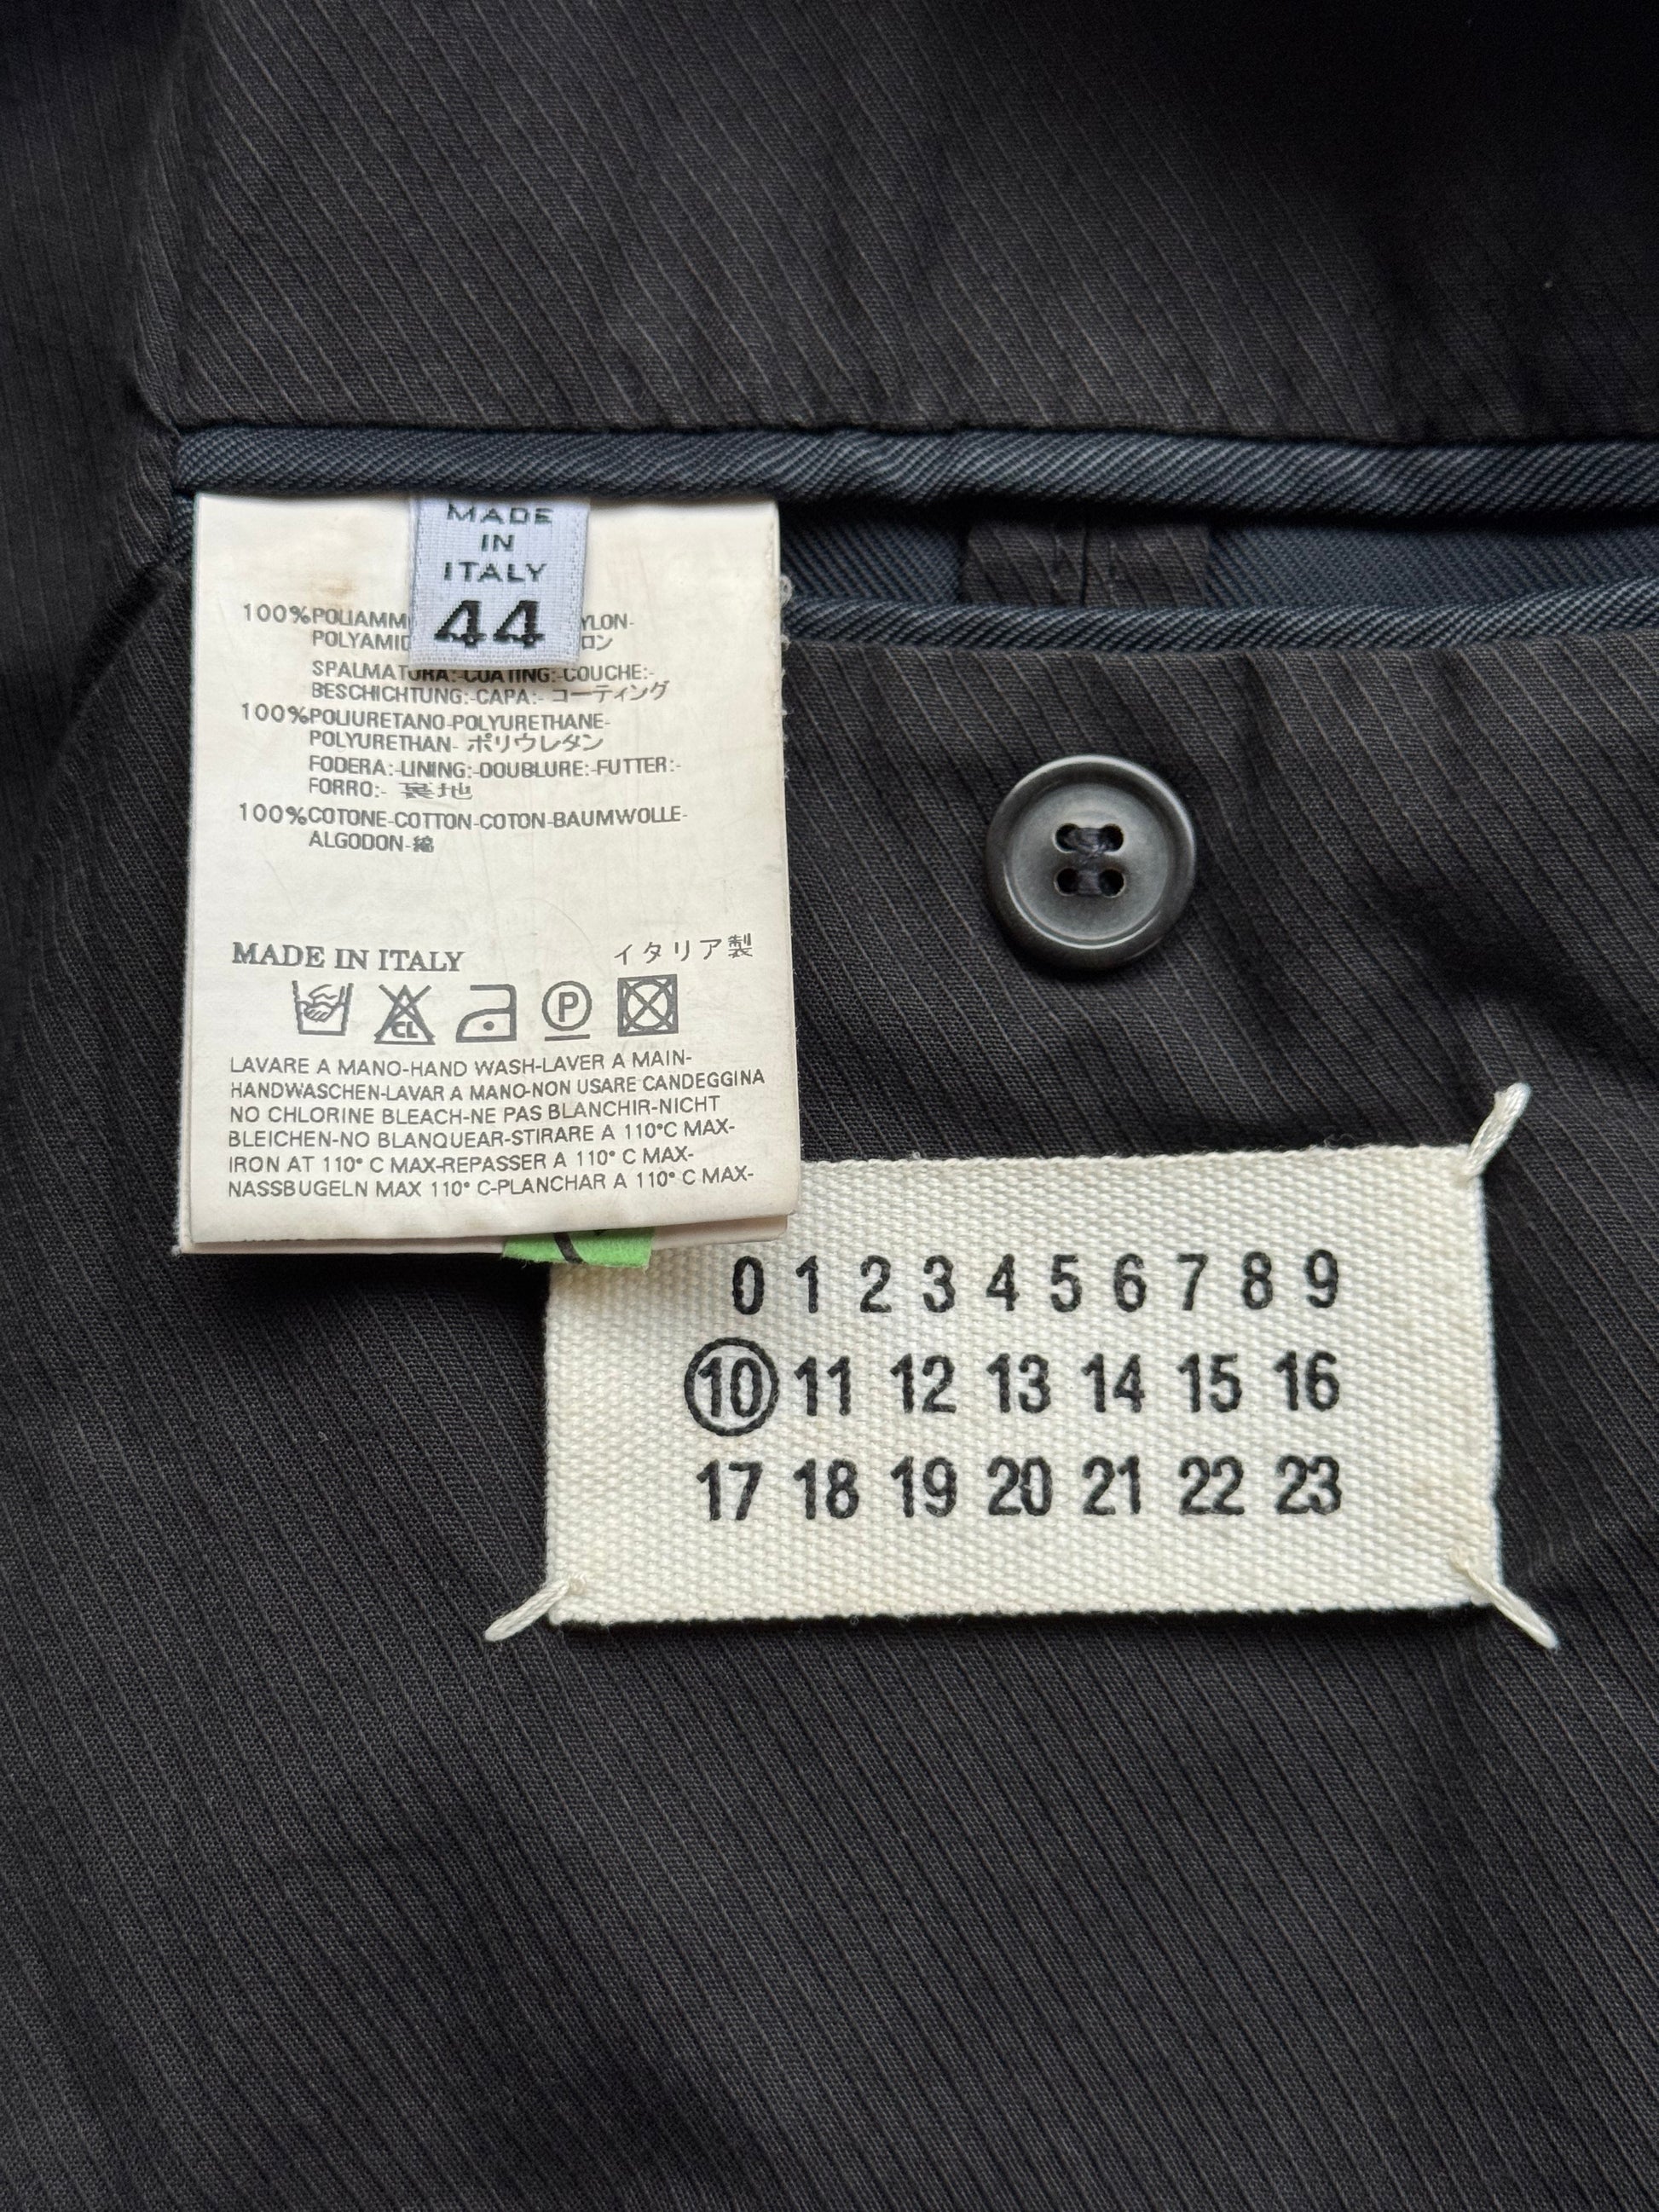 MADE
IN
ITALY
44
100% POLIAMM YLON-
POLYAMID ロン
SPALMATURA:-COATING:-COUCHE:-
BESCHICHTUNG:-CAPA:- コーティング
100% POLIURETANO-POLYURETHANE-
POLYURETHAN- ポリウレタン
FODERA:-LINING:-DOUBLURE:-FUTTER:-
FORRO:- 裏地
100% COTONE-COTTON-COTON-BAUMWOLLE-
ALGODON-綿
MADE IN ITALY イタリア製
CL P
LAVARE A MANO-HAND WASH-LAVER A MAIN-
HANDWASCHEN-LAVAR A MANO-NON USARE CANDEGGINA
NO CHLORINE BLEACH-NE PAS BLANCHIR-NICHT
BLEICHEN-NO BLANQUEAR-STIRARE A 110°C MAX-
IRON AT 110° C MAX-REPASSER A 110° C MAX-
NASSBUGELN MAX 110° C-PLANCHAR A 110° C MAX-
0 1 2 3 4 5 6 7 8 9
10 11 12 13 14 15 16
17 18 19 20 21 22 23